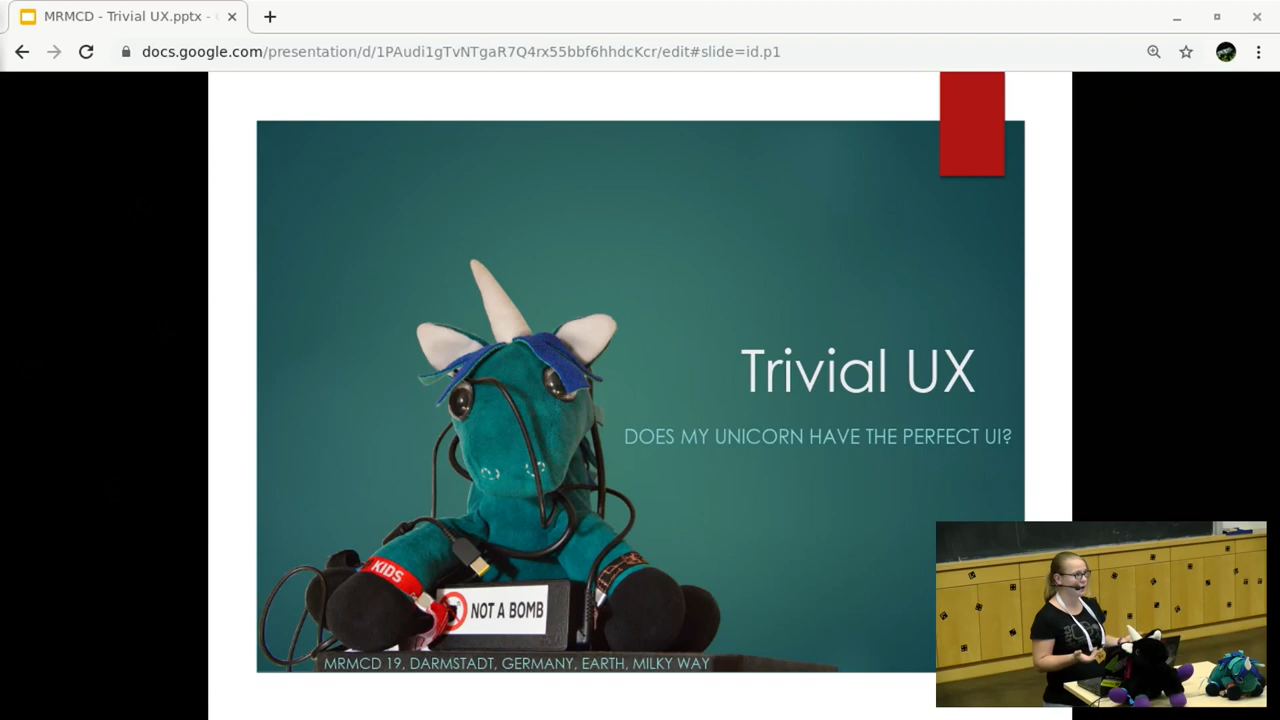 MRMCD - Trivial UX.pptx -
docs.google.com/presentation/d/1PAudi1gTvNTgaR7Q4rx55bbf6hhdcKcr/edit#slide=id.p1
Trivial UX
DOES MY UNICORN HAVE THE PERFECT UI?
KIDS
NOT A BOMB
MRMCD 19, DARMSTADT, GERMANY, EARTH, MILKY WAY